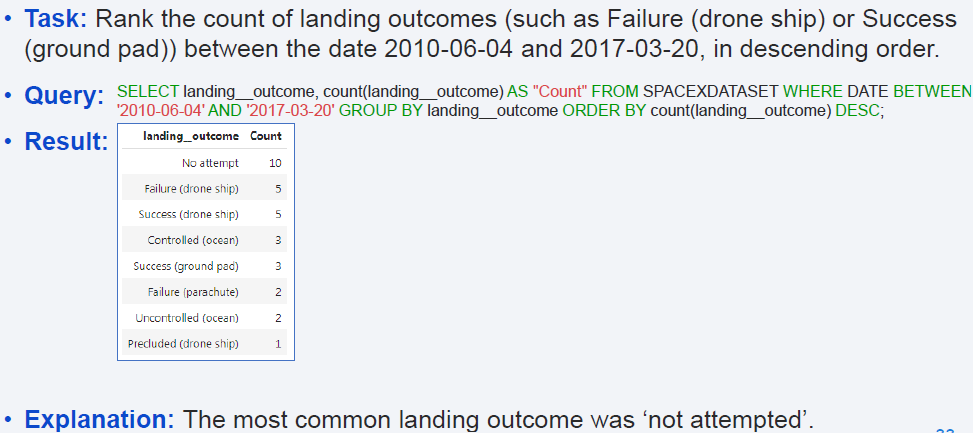 • Task: Rank the count of landing outcomes (such as Failure (drone ship) or Success
(ground pad)) between the date 2010-06-04 and 2017-03-20, in descending order.
• Query: SELECT landing__outcome, count(landing__outcome) AS "Count" FROM SPACEXDATASET WHERE DATE BETWEEN
'2010-06-04' AND '2017-03-20' GROUP BY landing__outcome ORDER BY count(landing__outcome) DESC;
• Result:
landing__outcome Count
No attempt 10
Failure (drone ship) 5
Success (drone ship) 5
Controlled (ocean) 3
Success (ground pad) 3
Failure (parachute) 2
Uncontrolled (ocean) 2
Precluded (drone ship) 1
• Explanation: The most common landing outcome was ‘not attempted’.